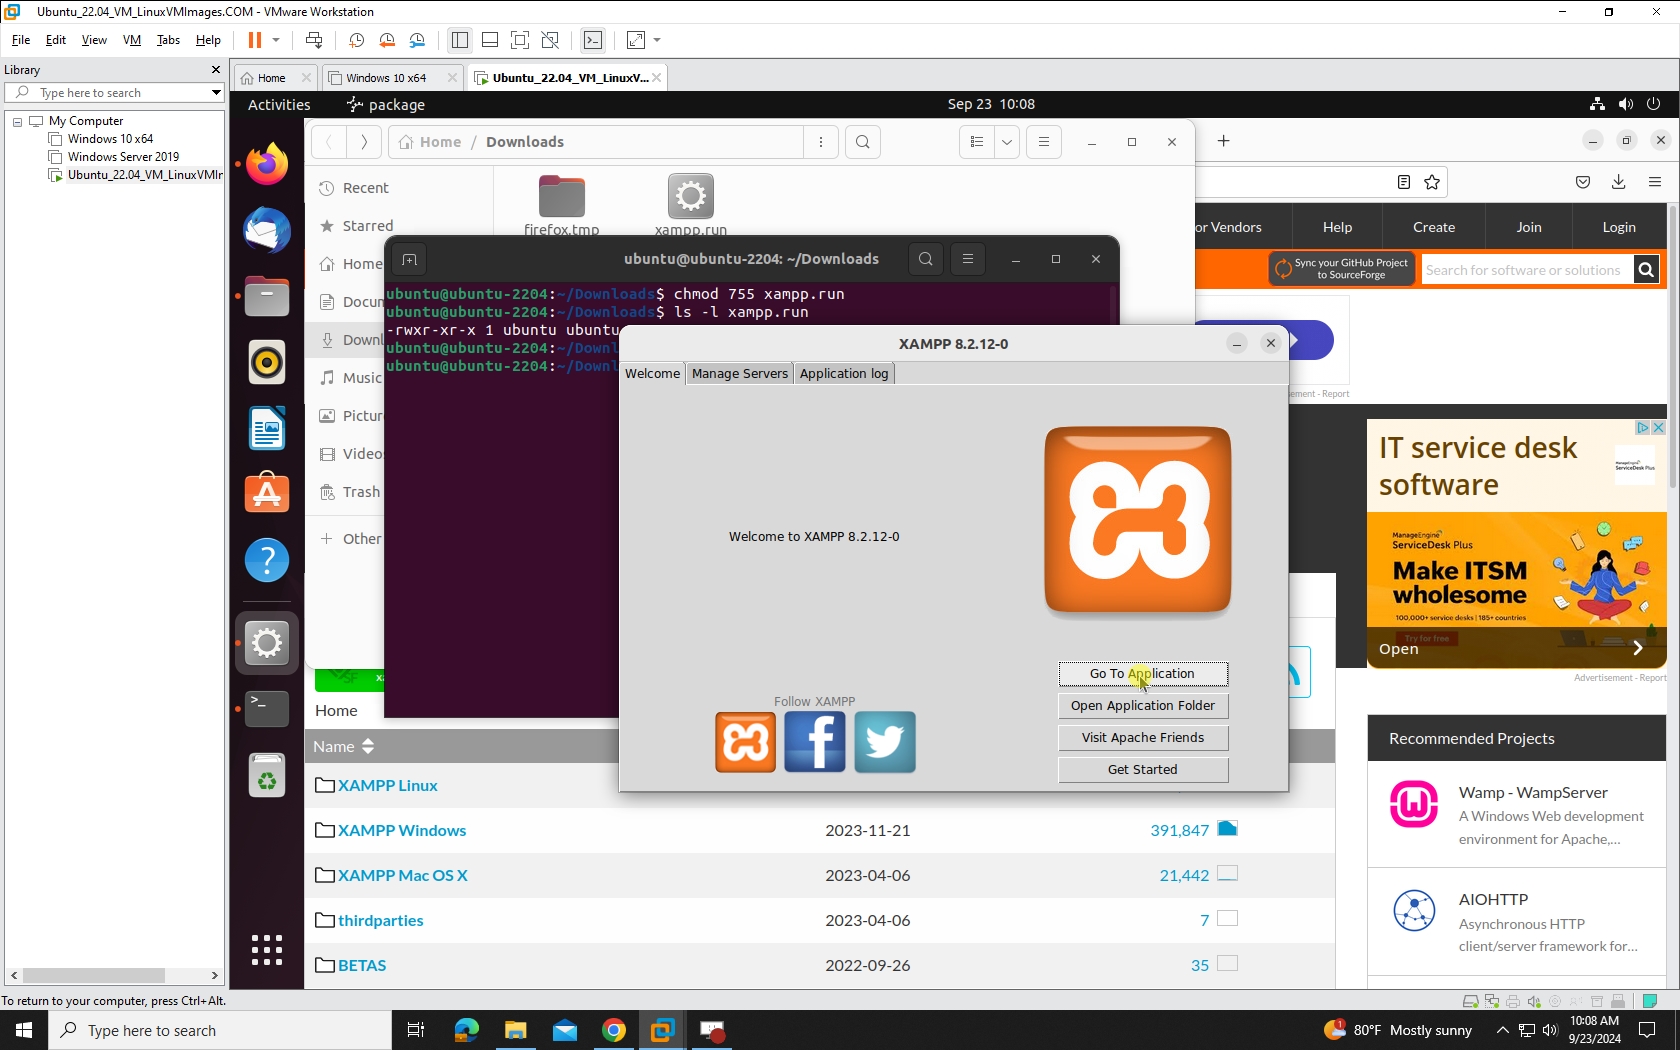 Ubuntu_22.04_VM_LinuxVMImages.COM - VMware Workstation
File Edit View VM Tabs Help
Library
Type here to search
My Computer
Windows 10 x64
Windows Server 2019
Ubuntu_22.04_VM_LinuxVMIr
Home
Windows 10 x64
Ubuntu_22.04_VM_LinuxV...
Activities
package
Sep 23 10:08
Home / Downloads
Recent
Starred
Home
Docum
Downl
Music
Pictur
Videos
Trash
Other
firefox.tmp
xampp.run
or Vendors
Help
Create
Join
Login
Sync your GitHub Project
to SourceForge
Search for software or solutions
ubuntu@ubuntu-2204: ~/Downloads
ubuntu@ubuntu-2204:~/Downloads$ chmod 755 xampp.run
ubuntu@ubuntu-2204:~/Downloads$ ls -l xampp.run
-rwxr-xr-x 1 ubuntu ubuntu
ubuntu@ubuntu-2204:~/Downl
ubuntu@ubuntu-2204:~/Downl
XAMPP 8.2.12-0
Welcome
Manage Servers
Application log
Welcome to XAMPP 8.2.12-0
Go To Application
Open Application Folder
Visit Apache Friends
Get Started
Follow XAMPP
ement - Report
IT service desk
software
ManageEngine
ServiceDesk Plus
ManageEngine
ServiceDesk Plus
Make ITSM
wholesome
100,000+ service desks | 185+ countries
Try for free
Open
Advertisement - Report
SF
xa
Home
Name
XAMPP Linux
XAMPP Windows
2023-11-21
391,847
XAMPP Mac OS X
2023-04-06
21,442
thirdparties
2023-04-06
7
BETAS
2022-09-26
35
Recommended Projects
Wamp - WampServer
A Windows Web development
environment for Apache,...
AIOHTTP
Asynchronous HTTP
client/server framework for...
To return to your computer, press Ctrl+Alt.
Type here to search
1
80°F Mostly sunny
10:08 AM
9/23/2024